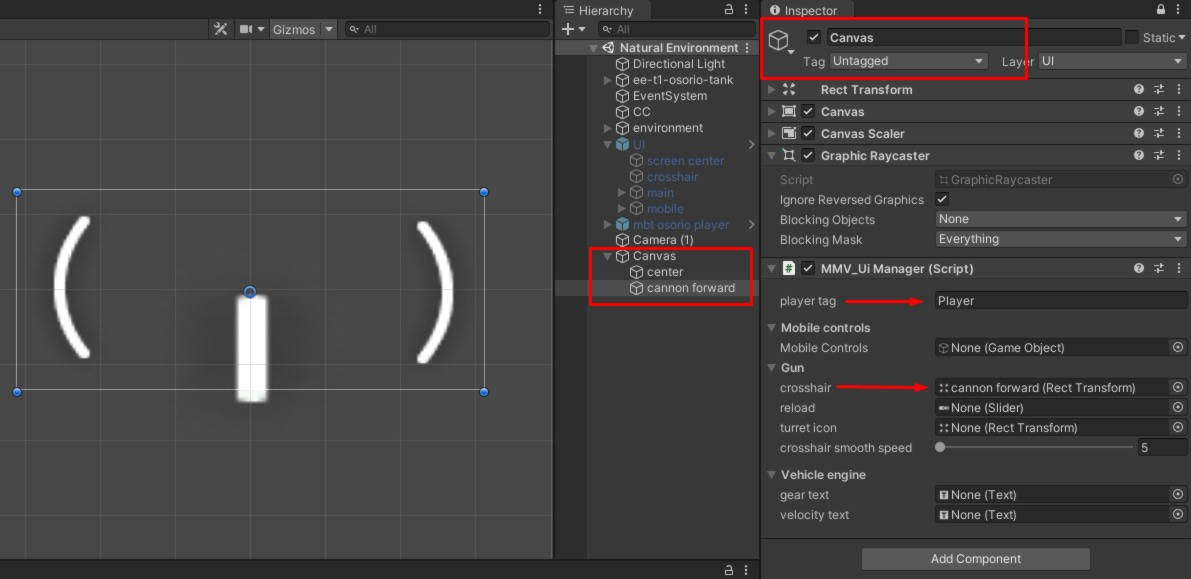 Gizmos
All
Hierarchy
All
Natural Environment
Directional Light
ee-t1-osorio-tank
EventSystem
CC
environment
UI
screen center
crosshair
main
mobile
mbt osorio player
Camera (1)
Canvas
center
cannon forward
Inspector
Canvas
Static
Tag Untagged
Layer UI
Rect Transform
Canvas
Canvas Scaler
Graphic Raycaster
Script GraphicRaycaster
Ignore Reversed Graphics
Blocking Objects None
Blocking Mask Everything
# MMV_Ui Manager (Script)
player tag Player
Mobile controls
Mobile Controls None (Game Object)
Gun
crosshair cannon forward (Rect Transform)
reload None (Slider)
turret icon None (Rect Transform)
crosshair smooth speed 5
Vehicle engine
gear text None (Text)
velocity text None (Text)
Add Component